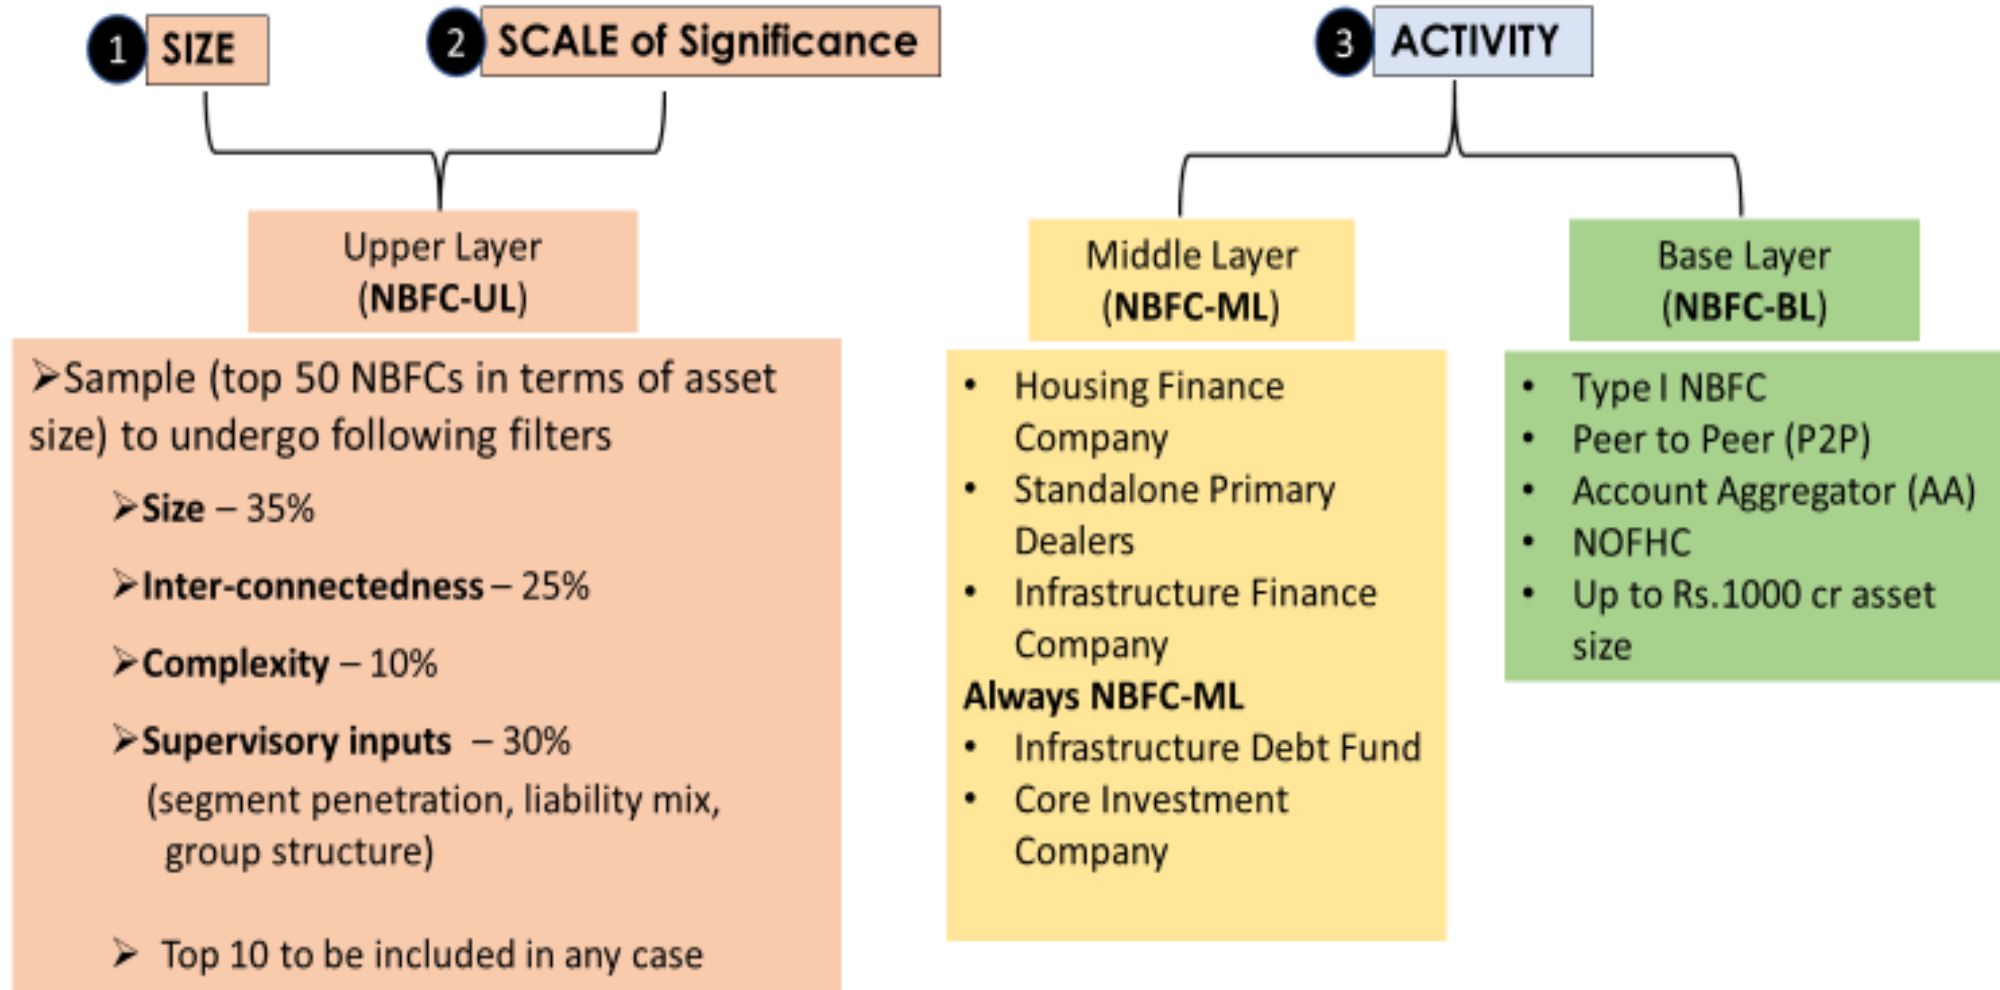 1 SIZE
2 SCALE of Significance
3 ACTIVITY
Upper Layer
(NBFC-UL)
➢Sample (top 50 NBFCs in terms of asset
size) to undergo following filters
➢Size – 35%
➢Inter-connectedness – 25%
➢Complexity – 10%
➢Supervisory inputs – 30%
(segment penetration, liability mix,
group structure)
➢ Top 10 to be included in any case
Middle Layer
(NBFC-ML)
• Housing Finance
Company
• Standalone Primary
Dealers
• Infrastructure Finance
Company
Always NBFC-ML
• Infrastructure Debt Fund
• Core Investment
Company
Base Layer
(NBFC-BL)
• Type I NBFC
• Peer to Peer (P2P)
• Account Aggregator (AA)
• NOFHC
• Up to Rs.1000 cr asset
size